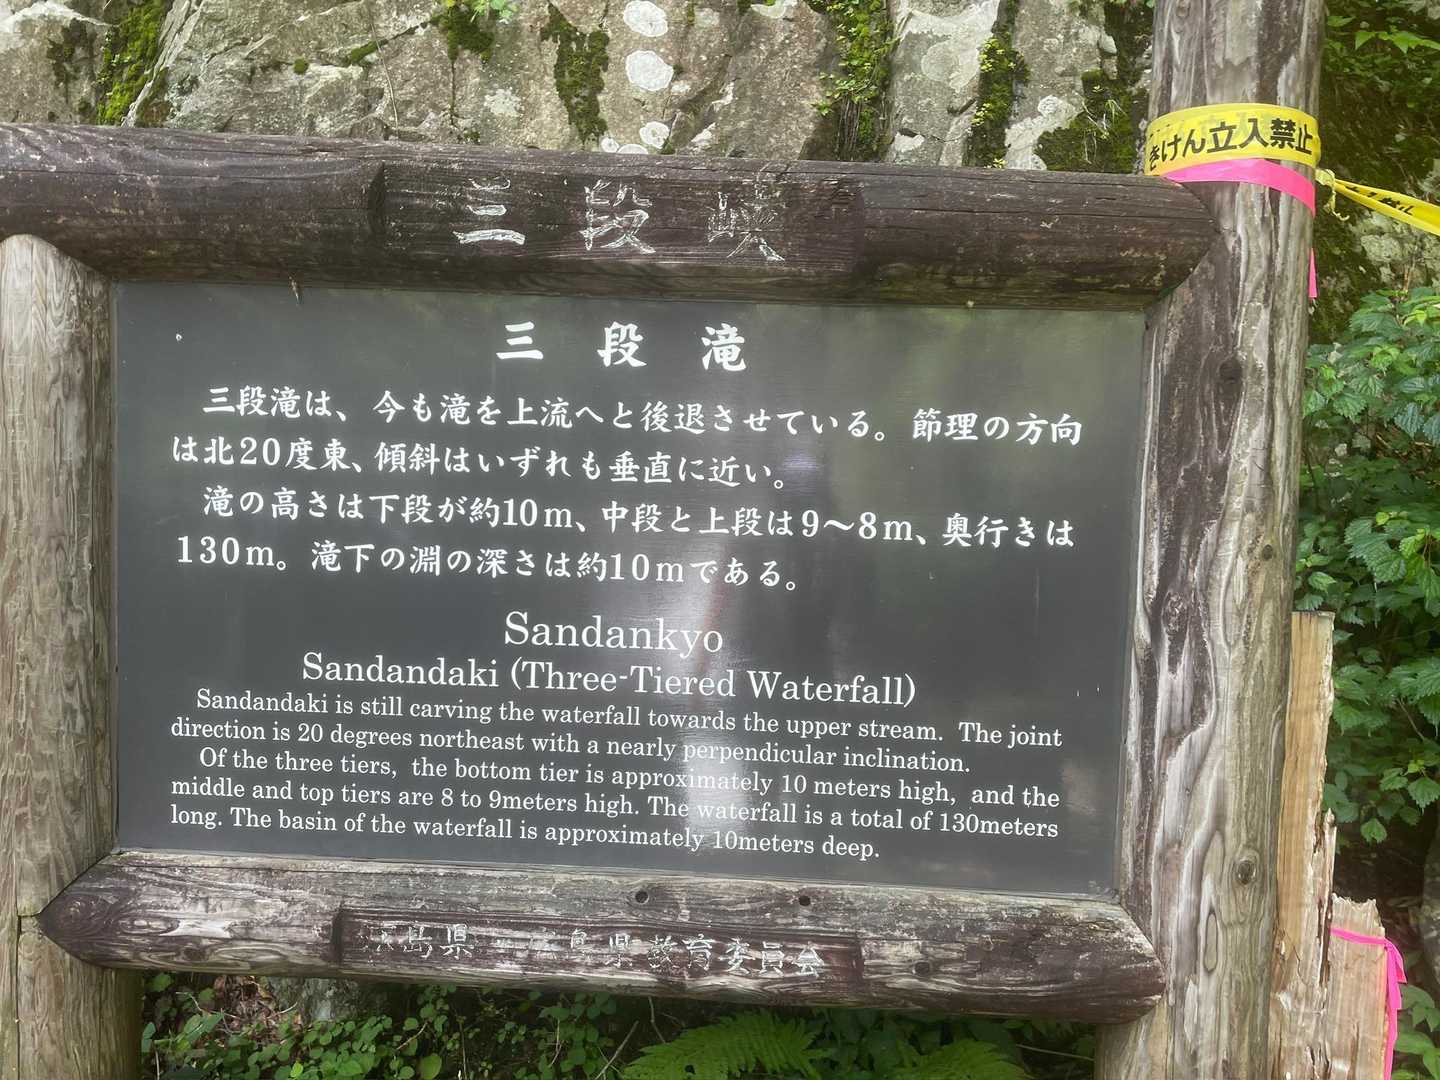 きけん立入禁止
三段峡
三段滝
三段滝は、今も滝を上流へと後退させている。節理の方向
は北20度東、傾斜はいずれも垂直に近い。
滝の高さは下段が約10m、中段と上段は9〜8m、奥行きは
130m。滝下の淵の深さは約10mである。
Sandankyo
Sandandaki (Three-Tiered Waterfall)
Sandandaki is still carving the waterfall towards the upper stream. The joint
direction is 20 degrees northeast with a nearly perpendicular inclination.
Of the three tiers, the bottom tier is approximately 10 meters high, and the
middle and top tiers are 8 to 9meters high. The waterfall is a total of 130meters
long. The basin of the waterfall is approximately 10meters deep.
島県 島県教育委員会